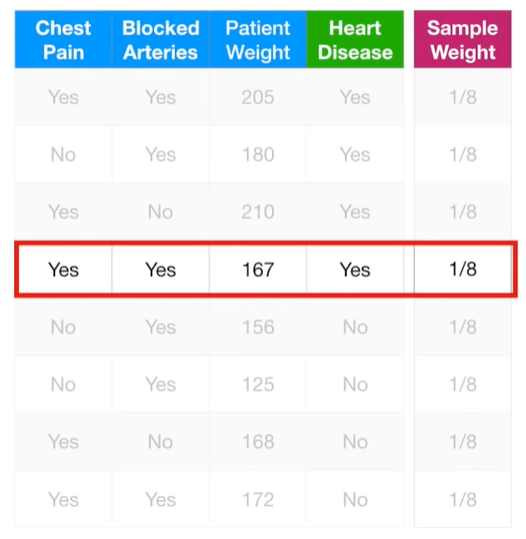 Chest Pain Blocked Arteries Patient Weight Heart Disease Sample Weight
Yes Yes 205 Yes 1/8
No Yes 180 Yes 1/8
Yes No 210 Yes 1/8
Yes Yes 167 Yes 1/8
No Yes 156 No 1/8
No Yes 125 No 1/8
Yes No 168 No 1/8
Yes Yes 172 No 1/8